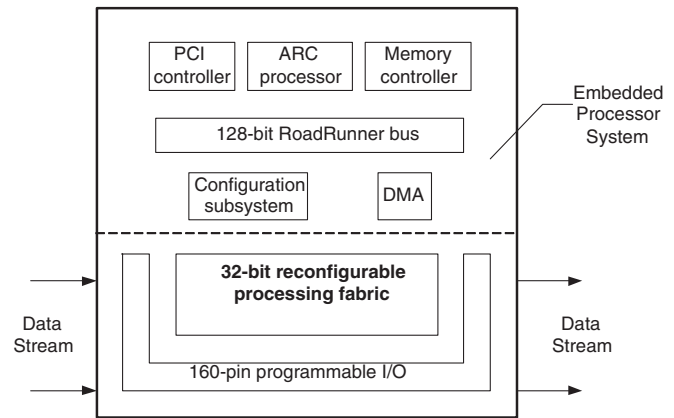 PCI
controller
ARC
processor
Memory
controller
Embedded
Processor
System
128-bit RoadRunner bus
Configuration
subsystem
DMA
32-bit reconfigurable
processing fabric
Data
Stream
Data
Stream
160-pin programmable I/O